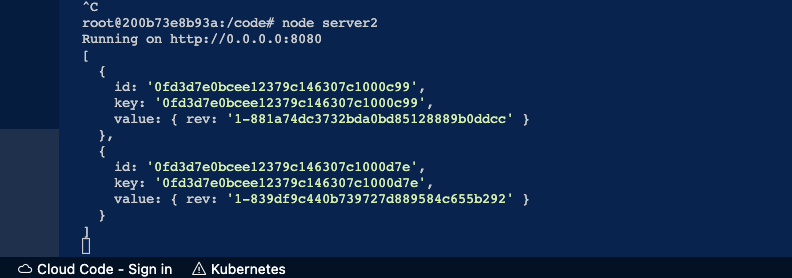 ^C
root@200b73e8b93a:/code# node server2
Running on http://0.0.0.0:8080
[
  {
    id: '0fd3d7e0bcee12379c146307c1000c99',
    key: '0fd3d7e0bcee12379c146307c1000c99',
    value: { rev: '1-881a74dc3732bda0bd85128889b0ddcc' }
  },
  {
    id: '0fd3d7e0bcee12379c146307c1000d7e',
    key: '0fd3d7e0bcee12379c146307c1000d7e',
    value: { rev: '1-839df9c440b739727d889584c655b292' }
  }
]
Cloud Code - Sign in Kubernetes